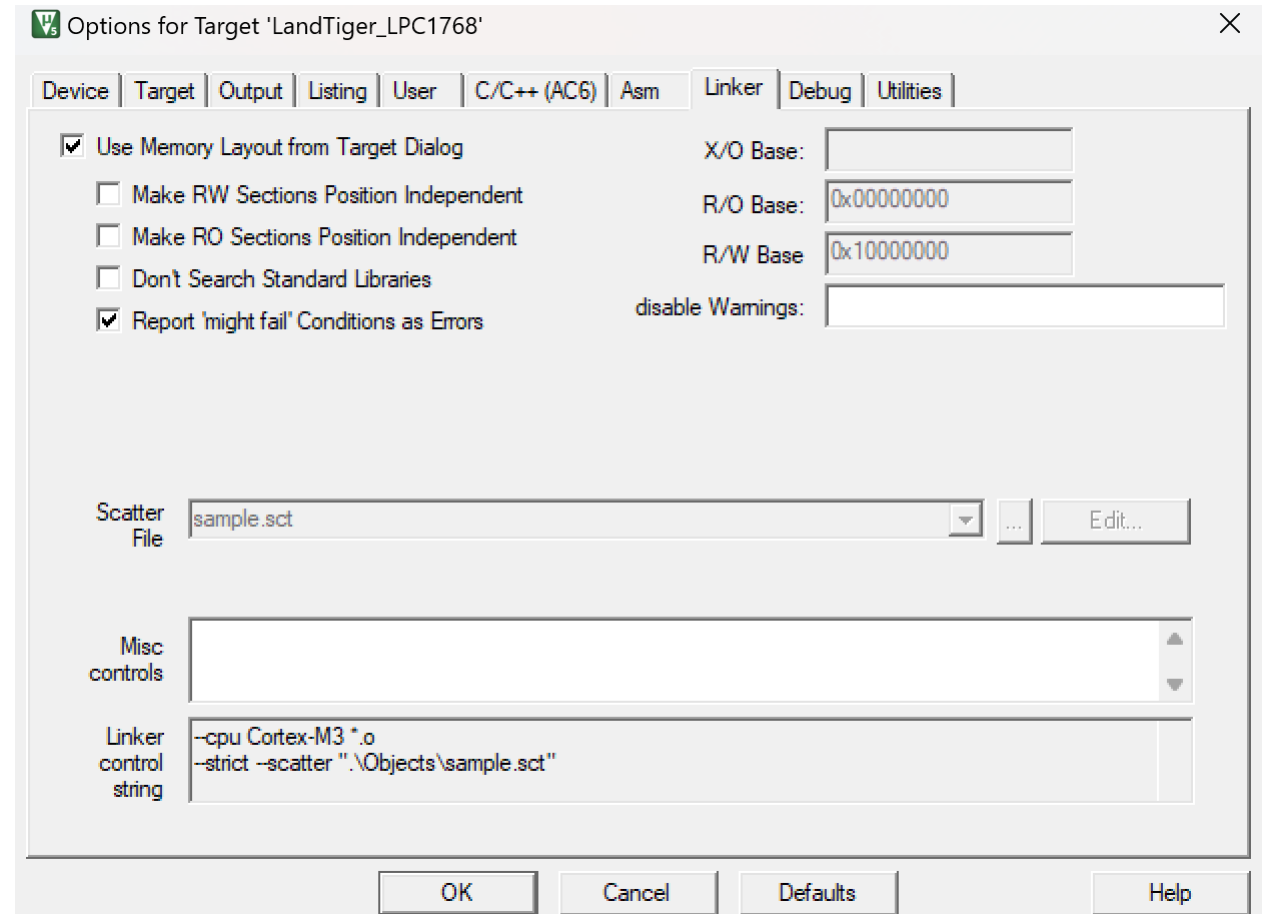 Options for Target 'LandTiger_LPC1768'
Device Target Output Listing User C/C++ (AC6) Asm Linker Debug Utilities
Use Memory Layout from Target Dialog
Make RW Sections Position Independent
Make RO Sections Position Independent
Don't Search Standard Libraries
Report 'might fail' Conditions as Errors
X/O Base:
R/O Base: 0x00000000
R/W Base 0x10000000
disable Warnings:
Scatter
File
sample.sct
...
Edit...
Misc
controls
Linker
control
string
--cpu Cortex-M3 *.o
--strict --scatter ".\Objects\sample.sct"
OK Cancel Defaults Help